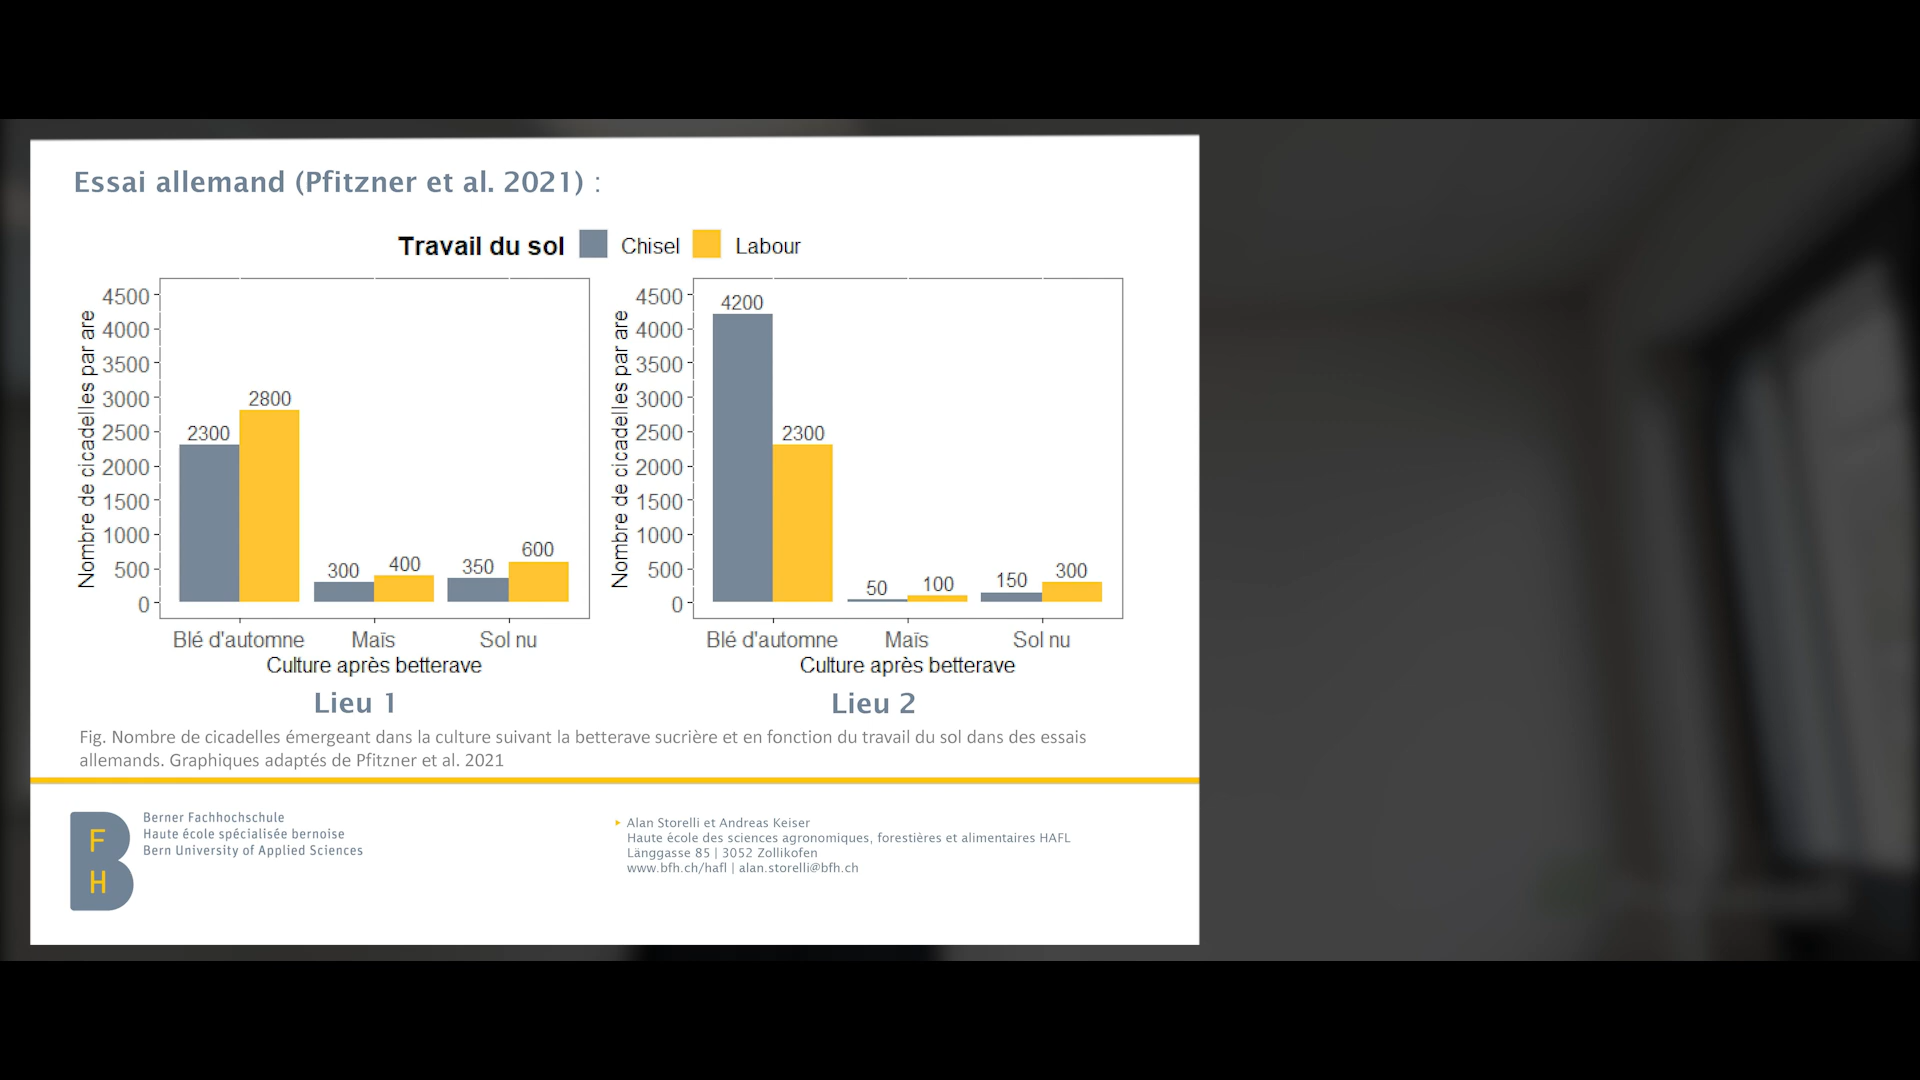 Essai allemand (Pfitzner et al. 2021) :
Travail du sol Chisel Labour
Nombre de cicadelles par are
4500
4000
3500
3000
2500
2000
1500
1000
500
0
2300
2800
300
400
350
600
Blé d'automne Maïs Sol nu
Culture après betterave
Lieu 1
Nombre de cicadelles par are
4500
4000
3500
3000
2500
2000
1500
1000
500
0
4200
2300
50
100
150
300
Blé d'automne Maïs Sol nu
Culture après betterave
Lieu 2
Fig. Nombre de cicadelles émergeant dans la culture suivant la betterave sucrière et en fonction du travail du sol dans des essais
allemands. Graphiques adaptés de Pfitzner et al. 2021
B
F
H
Berner Fachhochschule
Haute école spécialisée bernoise
Bern University of Applied Sciences
Alan Storelli et Andreas Keiser
Haute école des sciences agronomiques, forestières et alimentaires HAFL
Länggasse 85 | 3052 Zollikofen
www.bfh.ch/hafl | alan.storelli@bfh.ch